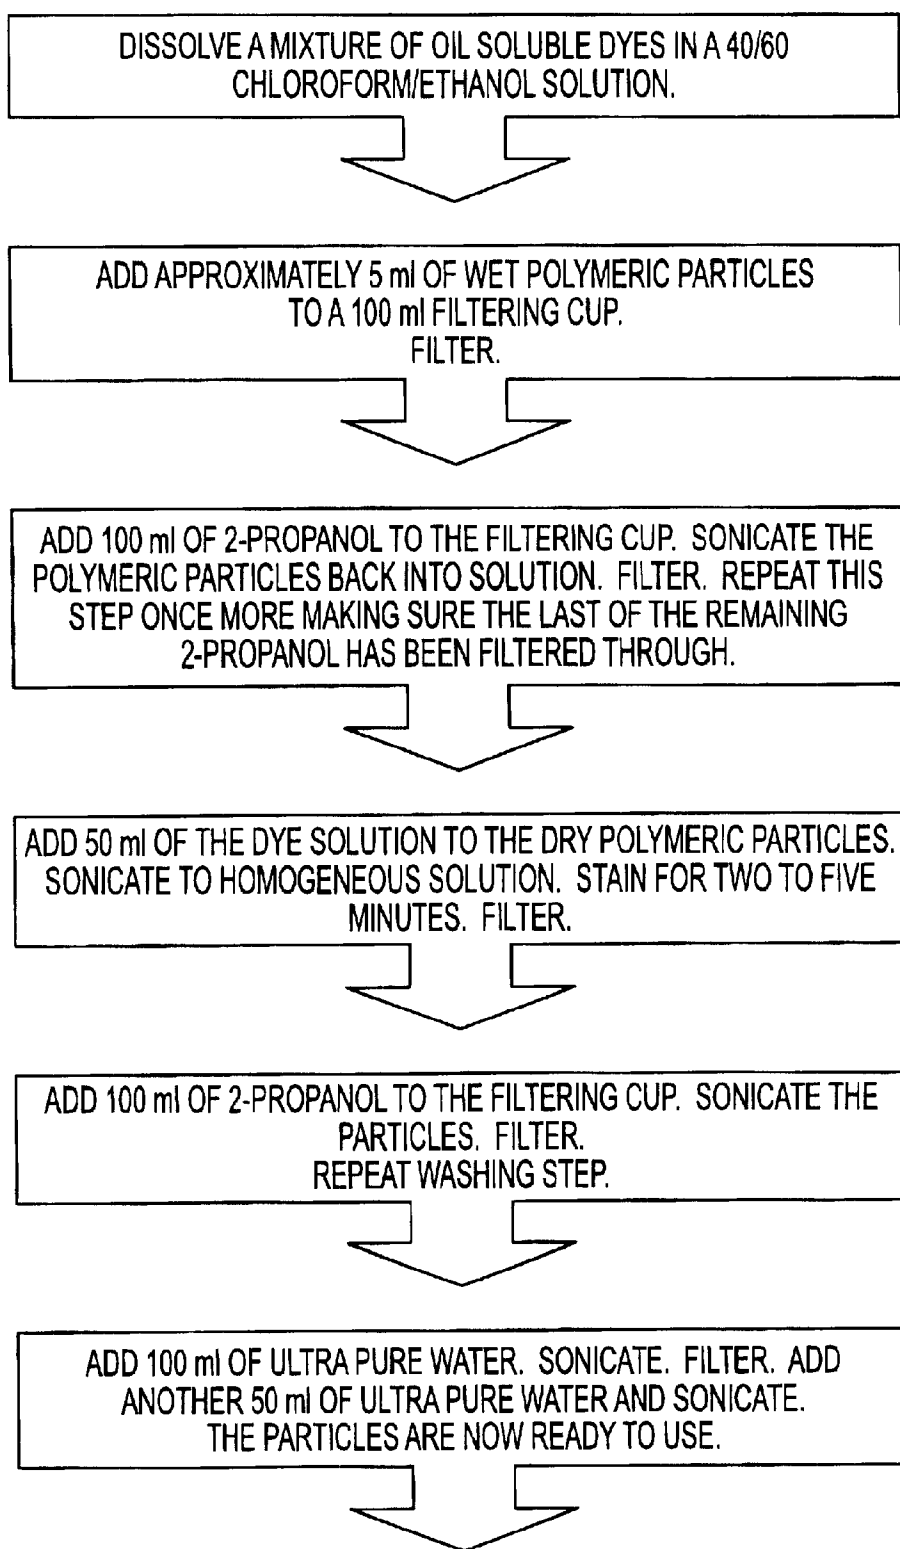 DISSOLVE A MIXTURE OF OIL SOLUBLE DYES IN A 40/60
CHLOROFORM/ETHANOL SOLUTION.
ADD APPROXIMATELY 5 ml OF WET POLYMERIC PARTICLES
TO A 100 ml FILTERING CUP.
FILTER.
ADD 100 ml OF 2-PROPANOL TO THE FILTERING CUP. SONICATE THE
POLYMERIC PARTICLES BACK INTO SOLUTION. FILTER. REPEAT THIS
STEP ONCE MORE MAKING SURE THE LAST OF THE REMAINING
2-PROPANOL HAS BEEN FILTERED THROUGH.
ADD 50 ml OF THE DYE SOLUTION TO THE DRY POLYMERIC PARTICLES.
SONICATE TO HOMOGENEOUS SOLUTION. STAIN FOR TWO TO FIVE
MINUTES. FILTER.
ADD 100 ml OF 2-PROPANOL TO THE FILTERING CUP. SONICATE THE
PARTICLES. FILTER.
REPEAT WASHING STEP.
ADD 100 ml OF ULTRA PURE WATER. SONICATE. FILTER. ADD
ANOTHER 50 ml OF ULTRA PURE WATER AND SONICATE.
THE PARTICLES ARE NOW READY TO USE.